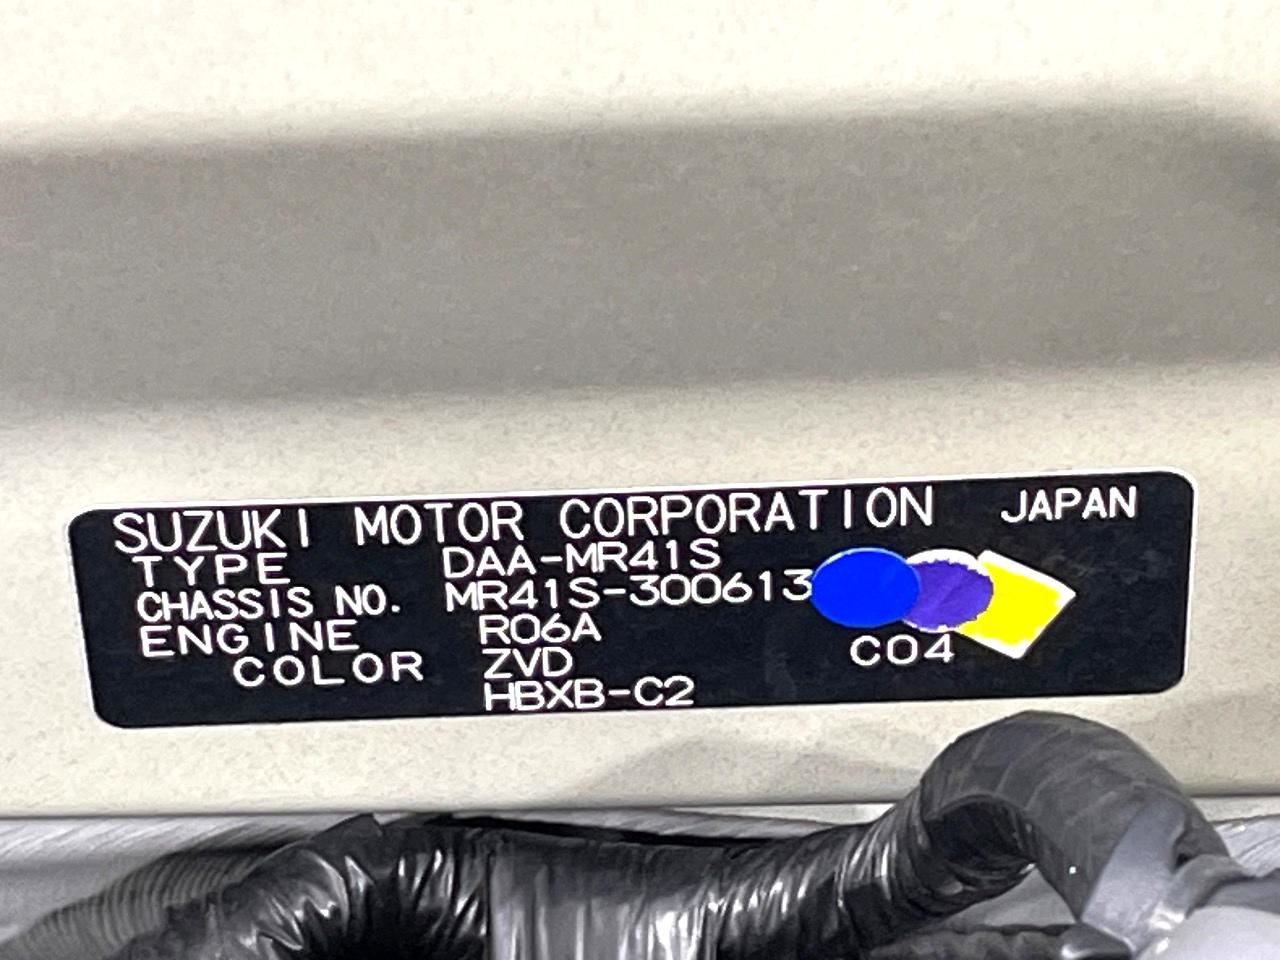 SUZUKI MOTOR CORPORATION JAPAN
TYPE DAA-MR41S
CHASSIS NO. MR41S-300613
ENGINE R06A C04
COLOR ZVD
HBXB-C2